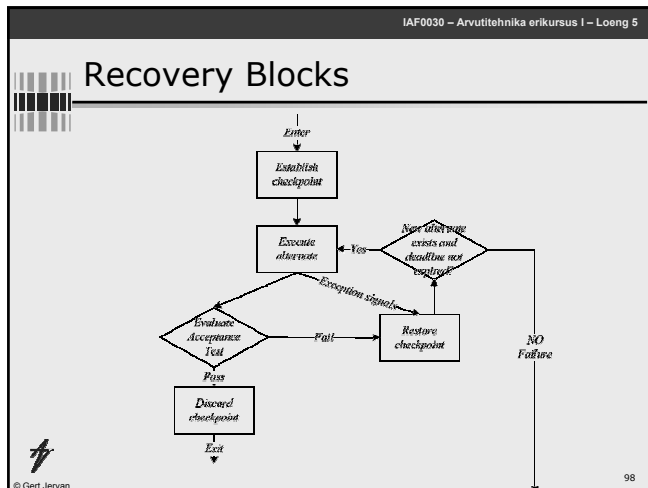 IAF0030 – Arvutitehnika erikursus I – Loeng 5
Recovery Blocks
Enter
Establish
checkpoint
Execute
alternate
Yes
New alternate
exists and
deadline not
expired?
Exception signals
Evaluate
Acceptance
Test
Fail
Restore
checkpoint
NO
Failure
Pass
Discard
checkpoint
Exit
© Gert Jervan
98